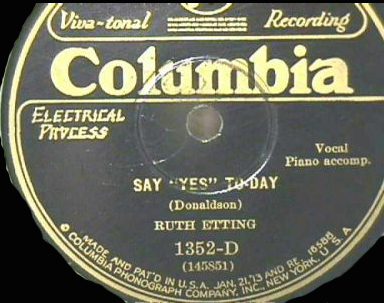 Viva-tonal Recording
Columbia
ELECTRICAL
PROCESS
Vocal
Piano accomp.
SAY "YES" TO-DAY
(Donaldson)
RUTH ETTING
1352-D
(145851)
MADE AND PAT'D IN U.S.A. JAN. 21,'13 AND RE. 16588
© COLUMBIA PHONOGRAPH COMPANY, INC., NEW YORK, U.S.A.